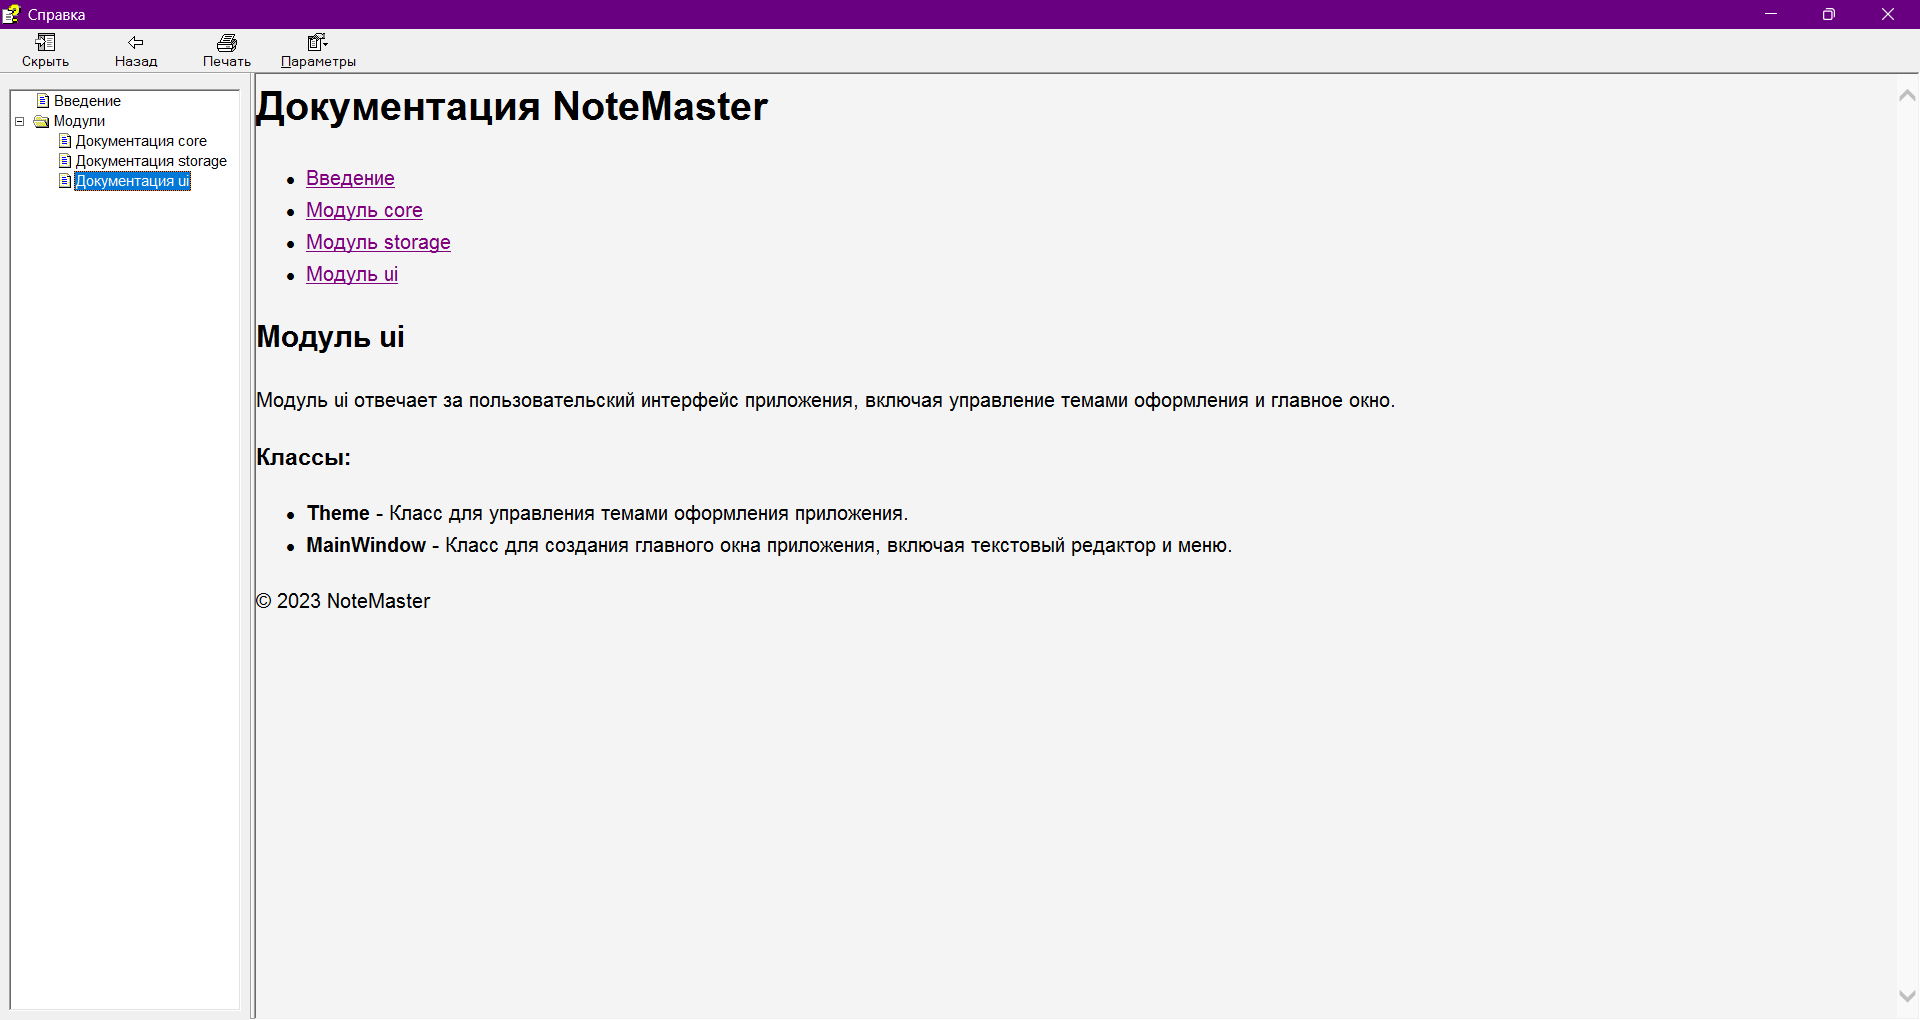 Справка
Скрыть
Назад
Печать
Параметры
Введение
Модули
Документация core
Документация storage
Документация ui
Документация NoteMaster
Введение
Модуль core
Модуль storage
Модуль ui
Модуль ui
Модуль ui отвечает за пользовательский интерфейс приложения, включая управление темами оформления и главное окно.
Классы:
Theme - Класс для управления темами оформления приложения.
MainWindow - Класс для создания главного окна приложения, включая текстовый редактор и меню.
© 2023 NoteMaster